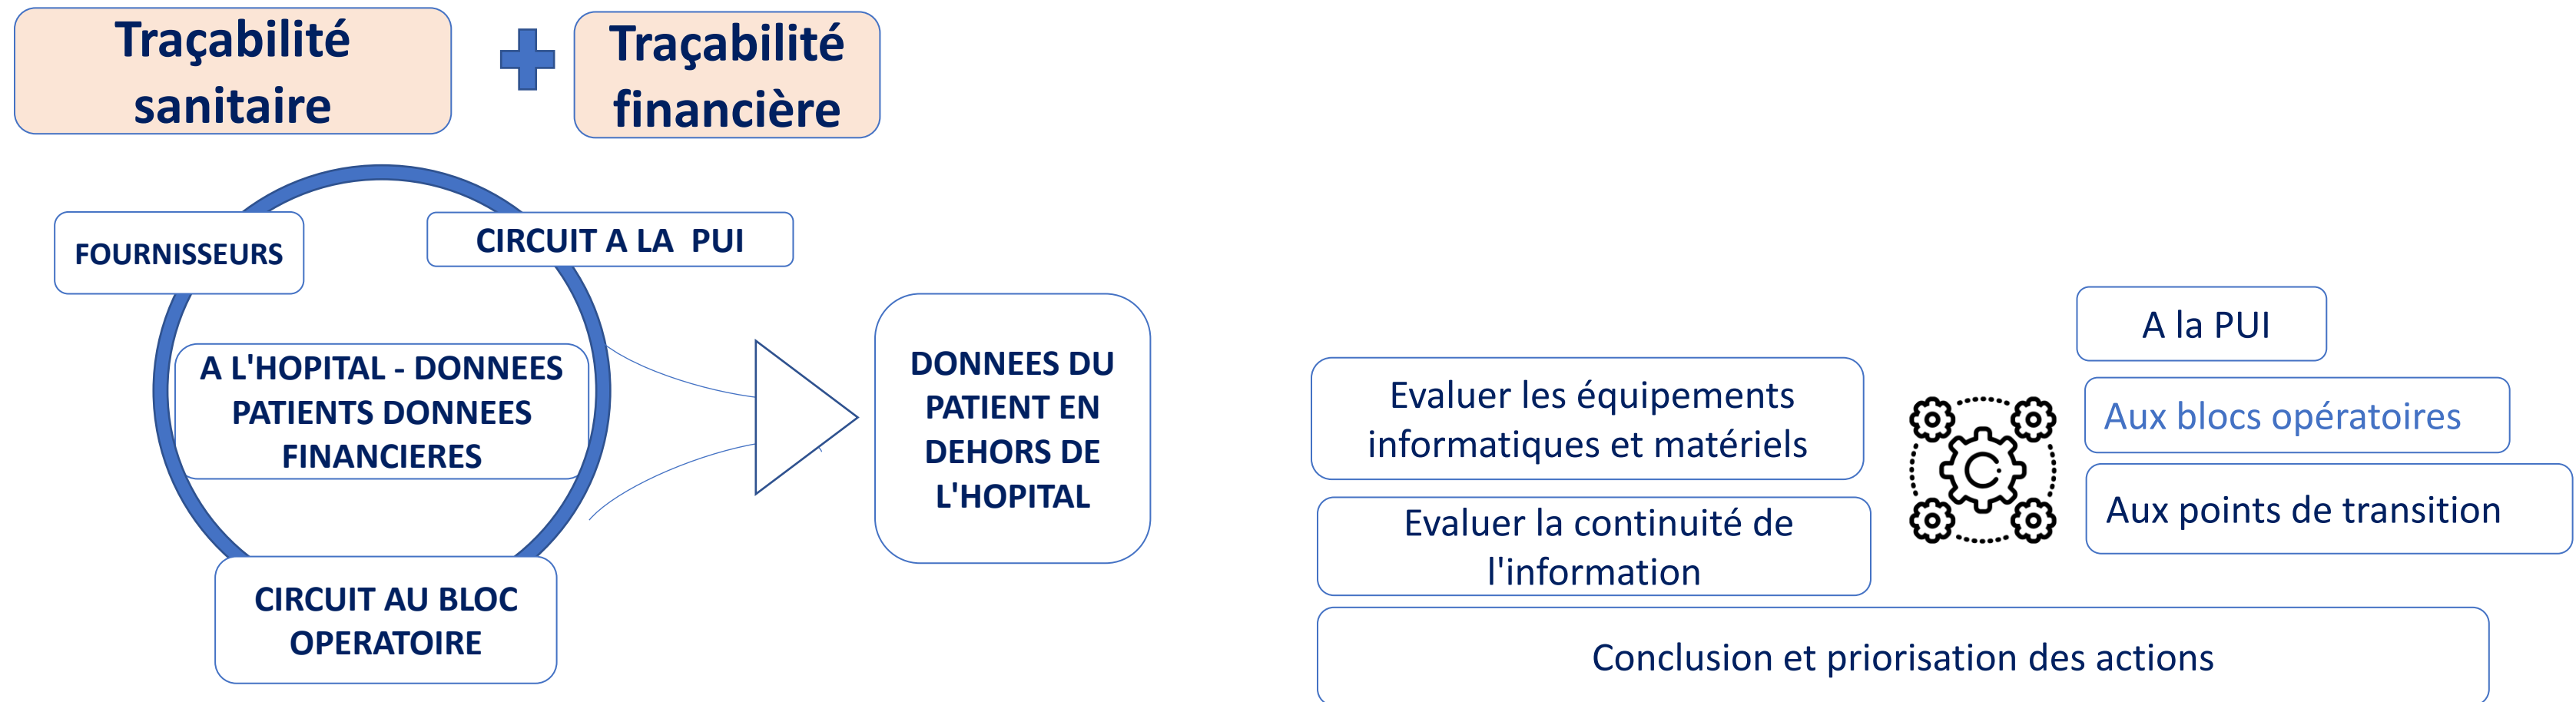 Traçabilité
sanitaire
Traçabilité
financière
FOURNISSEURS
CIRCUIT A LA  PUI
A L'HOPITAL - DONNEES
PATIENTS DONNEES
FINANCIERES
CIRCUIT AU BLOC
OPERATOIRE
DONNEES DU
PATIENT EN
DEHORS DE
L'HOPITAL
Evaluer les équipements
informatiques et matériels
Evaluer la continuité de
l'information
A la PUI
Aux blocs opératoires
Aux points de transition
Conclusion et priorisation des actions